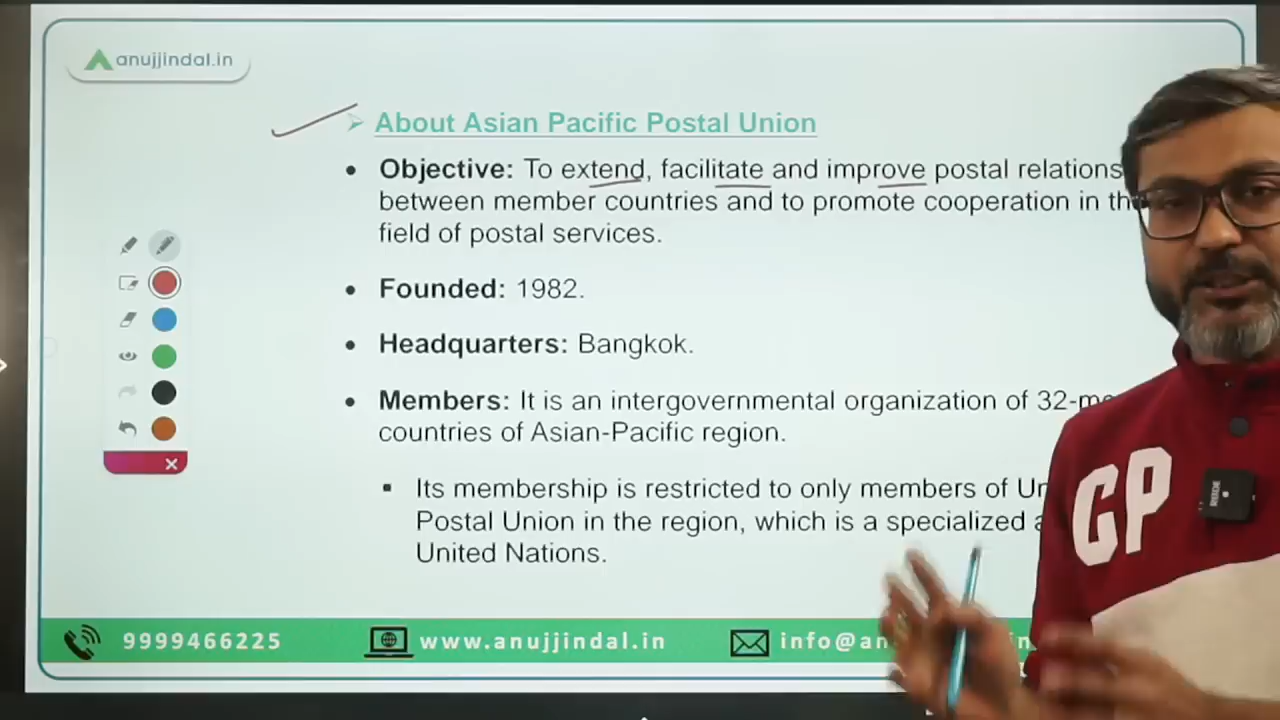 anujjindal.in
About Asian Pacific Postal Union
Objective: To extend, facilitate and improve postal relations
between member countries and to promote cooperation in the
field of postal services.
Founded: 1982.
Headquarters: Bangkok.
Members: It is an intergovernmental organization of 32-
countries of Asian-Pacific region.
Its membership is restricted to only members of
Postal Union in the region, which is a specialized
United Nations.
9999466225
www.anujjindal.in
info@an
GP